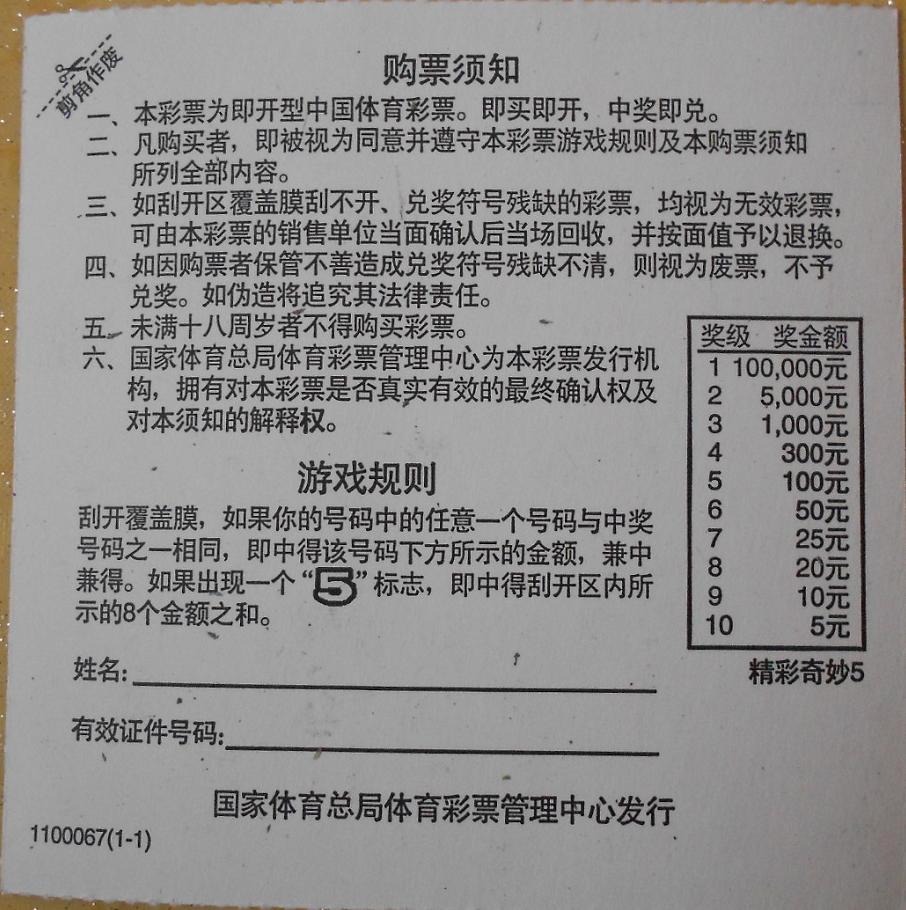 剪角作废
购票须知
一、本彩票为即开型中国体育彩票。即买即开，中奖即兑。
二、凡购买者，即被视为同意并遵守本彩票游戏规则及本购票须知
所列全部内容。
三、如刮开区覆盖膜刮不开、兑奖符号残缺的彩票，均视为无效彩票，
可由本彩票的销售单位当面确认后当场回收，并按面值予以退换。
四、如因购票者保管不善造成兑奖符号残缺不清，则视为废票，不予
兑奖。如伪造将追究其法律责任。
五、未满十八周岁者不得购买彩票。
六、国家体育总局体育彩票管理中心为本彩票发行机
构，拥有对本彩票是否真实有效的最终确认权及
对本须知的解释权。
游戏规则
刮开覆盖膜，如果你的号码中的任意一个号码与中奖
号码之一相同，即中得该号码下方所示的金额，兼中
兼得。如果出现一个“5”标志，即中得刮开区内所
示的8个金额之和。
奖级 奖金额
1 100,000元
2 5,000元
3 1,000元
4 300元
5 100元
6 50元
7 25元
8 20元
9 10元
10 5元
精彩奇妙5
姓名:
有效证件号码:
国家体育总局体育彩票管理中心发行
1100067(1-1)